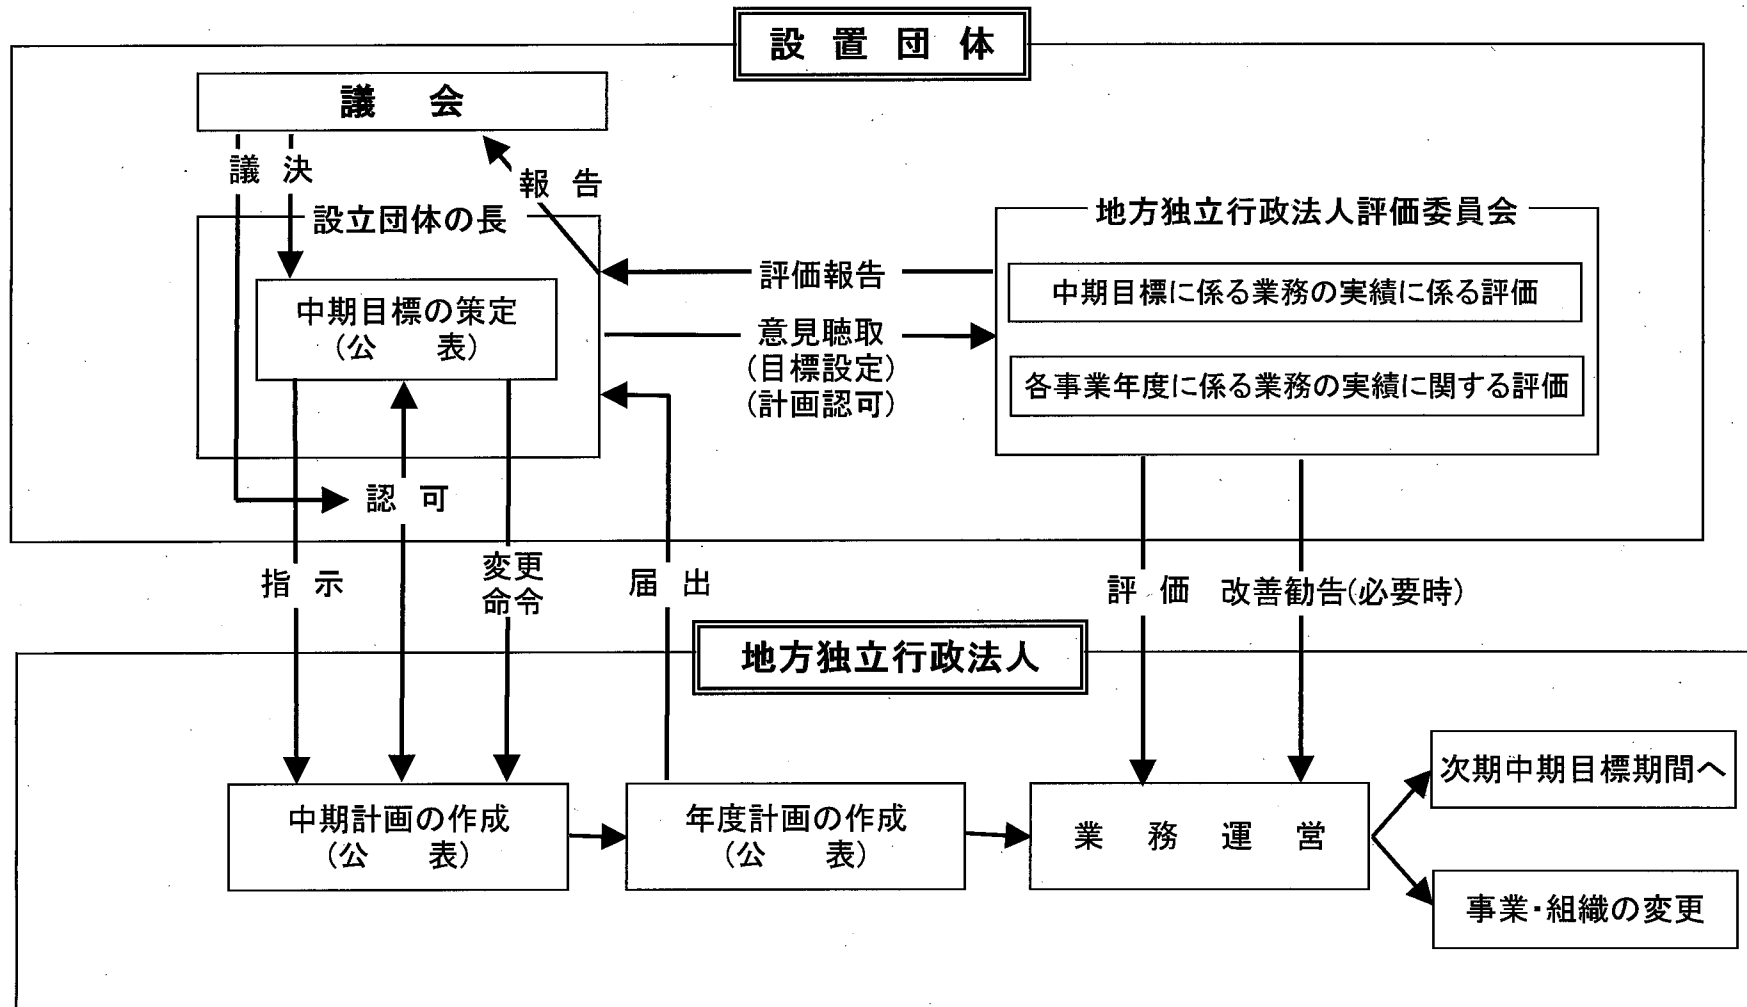 設置団体
議会
議決
報告
設立団体の長
地方独立行政法人評価委員会
評価報告
中期目標に係る業務の実績に係る評価
中期目標の策定
(公表)
意見聴取
(目標設定)
(計画認可)
各事業年度に係る業務の実績に関する評価
認可
指示
変更
命令
届出
評価
改善勧告(必要時)
地方独立行政法人
次期中期目標期間へ
中期計画の作成
(公表)
年度計画の作成
(公表)
業務運営
事業・組織の変更